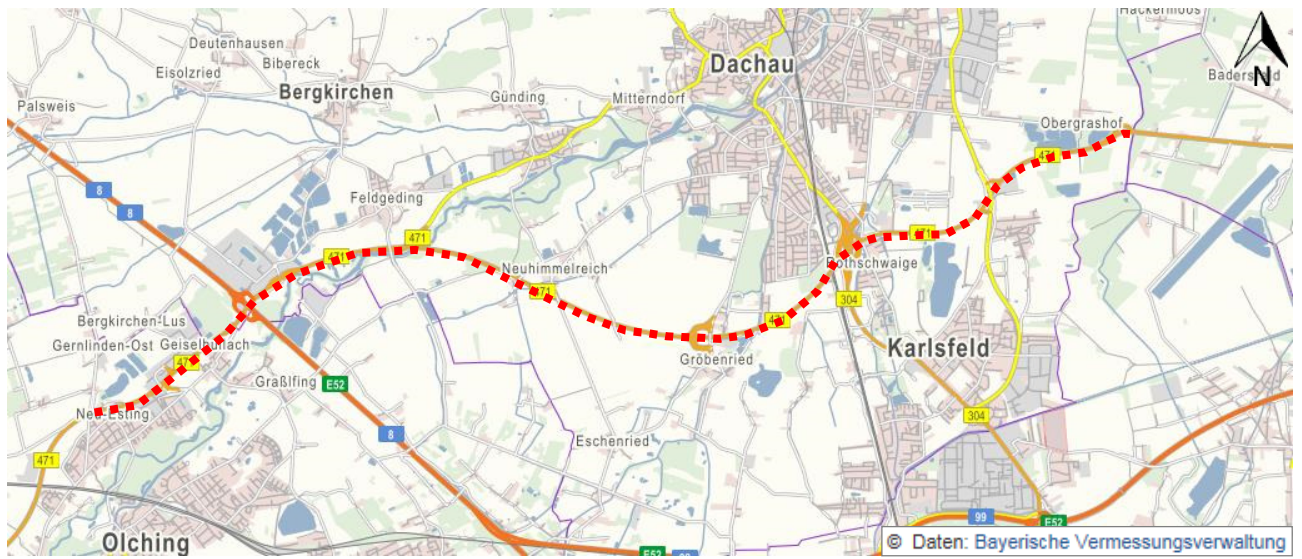 Hackermoos
Deutenhausen
Bibereck
Eisolzried
Dachau
N
Badersfeld
Bergkirchen
Günding
Mitterndorf
Palsweis
Obergrashof
471
8
8
Feldgeding
471
471
471
Neuhimmelreich
Rothschwaige
471
304
Bergkirchen-Lus
471
Gernlinden-Ost
Geiselbullach
471
Karlsfeld
Gröbenried
Graßlfing
E52
Neu-Esting
304
8
Eschenried
471
99
E52
Olching
E52
© Daten: Bayerische Vermessungsverwaltung